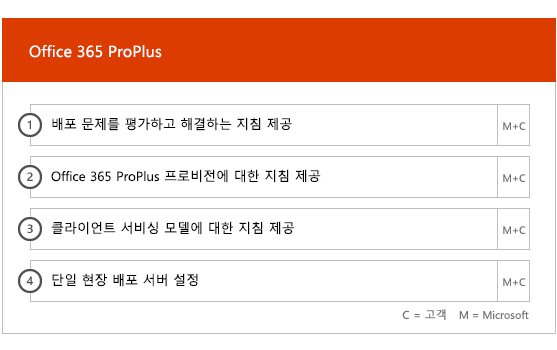 Office 365 ProPlus
1 배포 문제를 평가하고 해결하는 지침 제공 M+C
2 Office 365 ProPlus 프로비전에 대한 지침 제공 M+C
3 클라이언트 서비싱 모델에 대한 지침 제공 M+C
4 단일 현장 배포 서버 설정 M+C
C = 고객 M = Microsoft